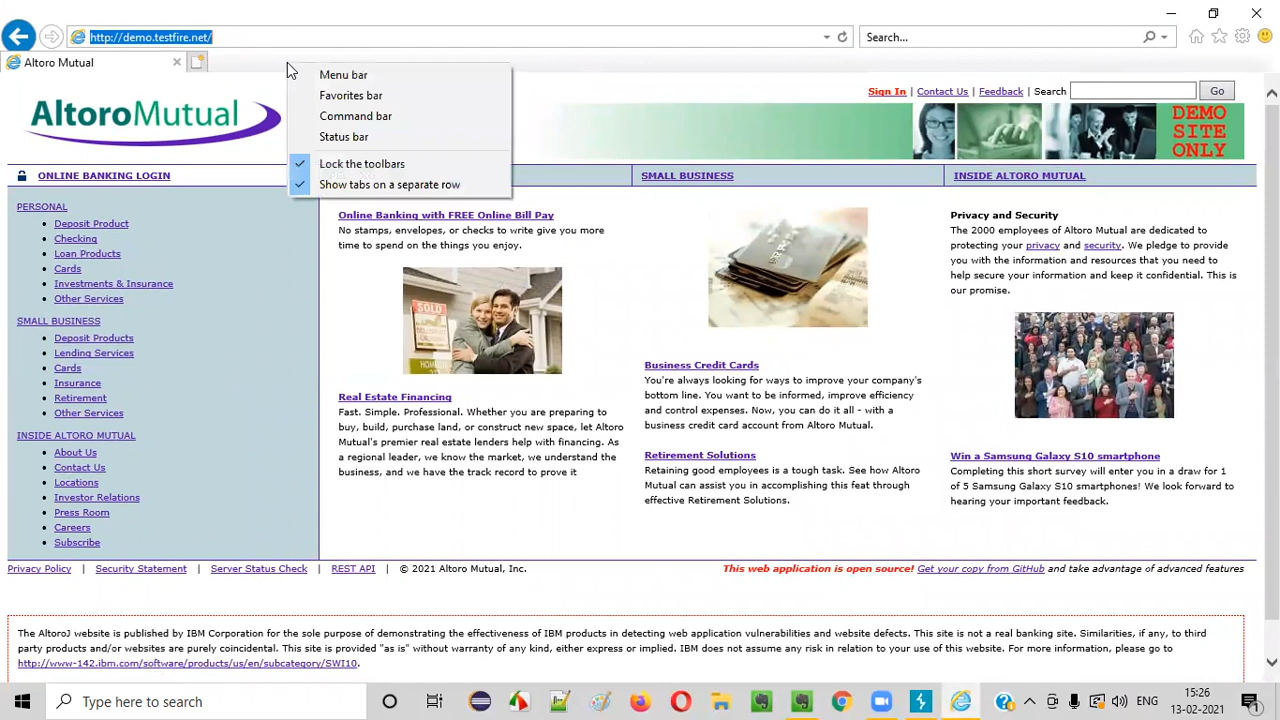 http://demo.testfire.net/
Search...
Altoro Mutual
Menu bar
Favorites bar
Command bar
Status bar
Lock the toolbars
Show tabs on a separate row
AltoroMutual
Sign In | Contact Us | Feedback | Search
Go
DEMO
SITE
ONLY
ONLINE BANKING LOGIN
SMALL BUSINESS
INSIDE ALTORO MUTUAL
PERSONAL
Deposit Product
Checking
Loan Products
Cards
Investments & Insurance
Other Services
SMALL BUSINESS
Deposit Products
Lending Services
Cards
Insurance
Retirement
Other Services
INSIDE ALTORO MUTUAL
About Us
Contact Us
Locations
Investor Relations
Press Room
Careers
Subscribe
Online Banking with FREE Online Bill Pay
No stamps, envelopes, or checks to write give you more
time to spend on the things you enjoy.
SOLD
Real Estate Financing
Fast. Simple. Professional. Whether you are preparing to
buy, build, purchase land, or construct new space, let Altoro
Mutual's premier real estate lenders help with financing. As
a regional leader, we know the market, we understand the
business, and we have the track record to prove it
Business Credit Cards
You're always looking for ways to improve your company's
bottom line. You want to be informed, improve efficiency
and control expenses. Now, you can do it all - with a
business credit card account from Altoro Mutual.
Retirement Solutions
Retaining good employees is a tough task. See how Altoro
Mutual can assist you in accomplishing this feat through
effective Retirement Solutions.
Privacy and Security
The 2000 employees of Altoro Mutual are dedicated to
protecting your privacy and security. We pledge to provide
you with the information and resources that you need to
help secure your information and keep it confidential. This is
our promise.
Win a Samsung Galaxy S10 smartphone
Completing this short survey will enter you in a draw for 1
of 5 Samsung Galaxy S10 smartphones! We look forward to
hearing your important feedback.
Privacy Policy | Security Statement | Server Status Check | REST API | © 2021 Altoro Mutual, Inc.
This web application is open source! Get your copy from GitHub and take advantage of advanced features
The AltoroJ website is published by IBM Corporation for the sole purpose of demonstrating the effectiveness of IBM products in detecting web application vulnerabilities and website defects. This site is not a real banking site. Similarities, if any, to third
party products and/or websites are purely coincidental. This site is provided "as is" without warranty of any kind, either express or implied. IBM does not assume any risk in relation to your use of this website. For more information, please go to
http://www-142.ibm.com/software/products/us/en/subcategory/SWI10.
Type here to search
15:26
13-02-2021